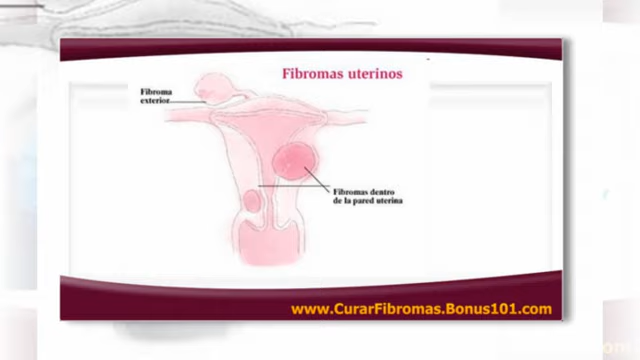 Fibromas uterinos
Fibroma
exterior
Fibromas dentro
de la pared uterina
www.CurarFibromas.Bonus101.com